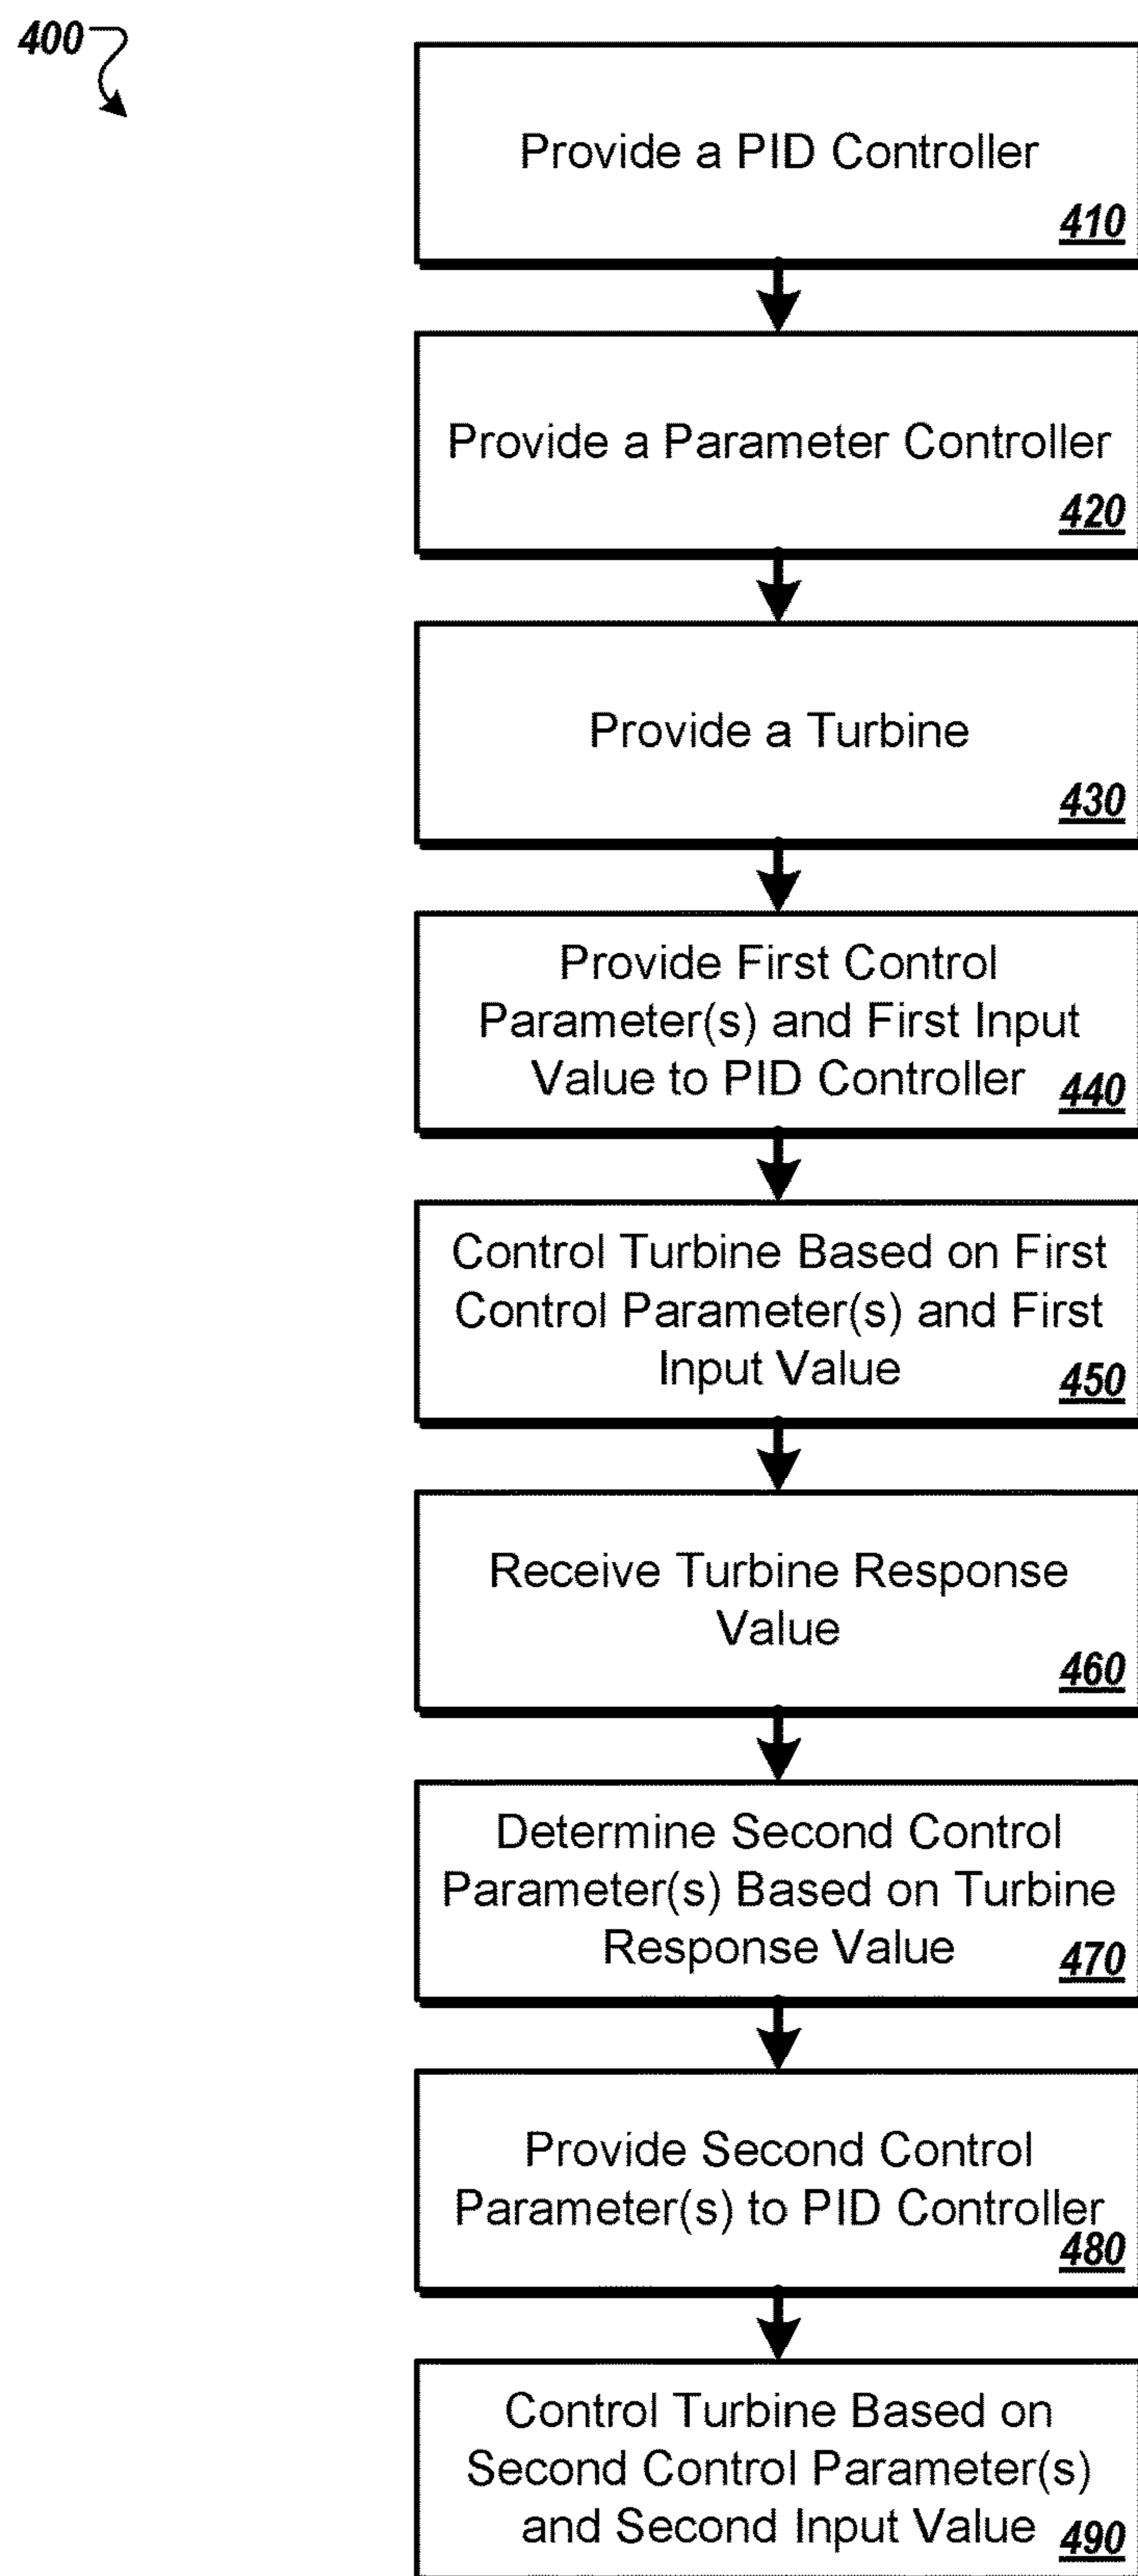 400
Provide a PID Controller
410
Provide a Parameter Controller
420
Provide a Turbine
430
Provide First Control
Parameter(s) and First Input
Value to PID Controller
440
Control Turbine Based on First
Control Parameter(s) and First
Input Value
450
Receive Turbine Response
Value
460
Determine Second Control
Parameter(s) Based on Turbine
Response Value
470
Provide Second Control
Parameter(s) to PID Controller
480
Control Turbine Based on
Second Control Parameter(s)
and Second Input Value
490